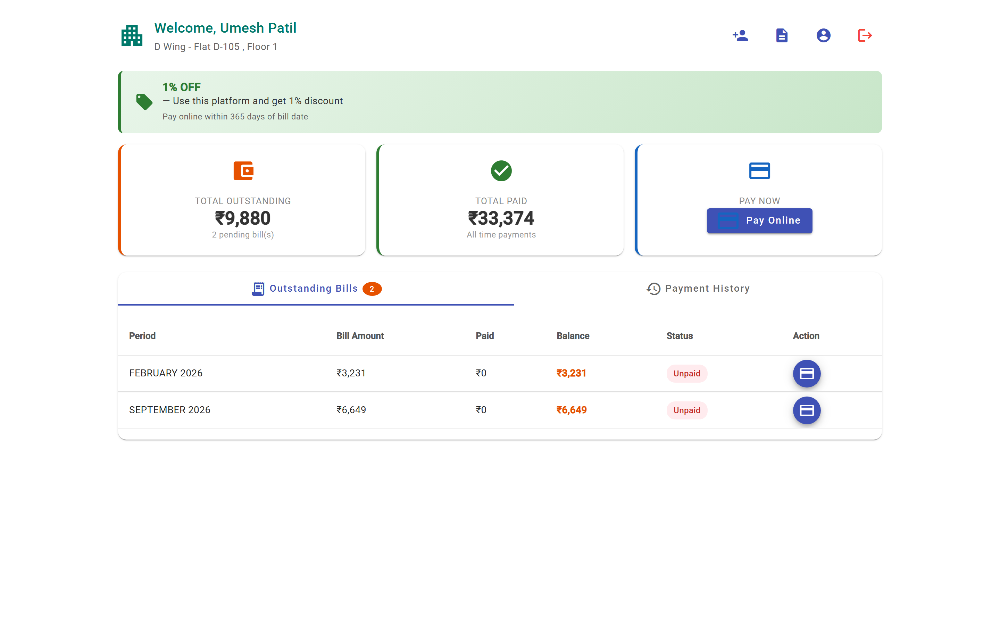 Welcome, Umesh Patil
D Wing - Flat D-105 , Floor 1
1% OFF
— Use this platform and get 1% discount
Pay online within 365 days of bill date
TOTAL OUTSTANDING
₹9,880
2 pending bill(s)
TOTAL PAID
₹33,374
All time payments
PAY NOW
Pay Online
Outstanding Bills 2
Payment History
Period Bill Amount Paid Balance Status Action
FEBRUARY 2026 ₹3,231 ₹0 ₹3,231 Unpaid
SEPTEMBER 2026 ₹6,649 ₹0 ₹6,649 Unpaid